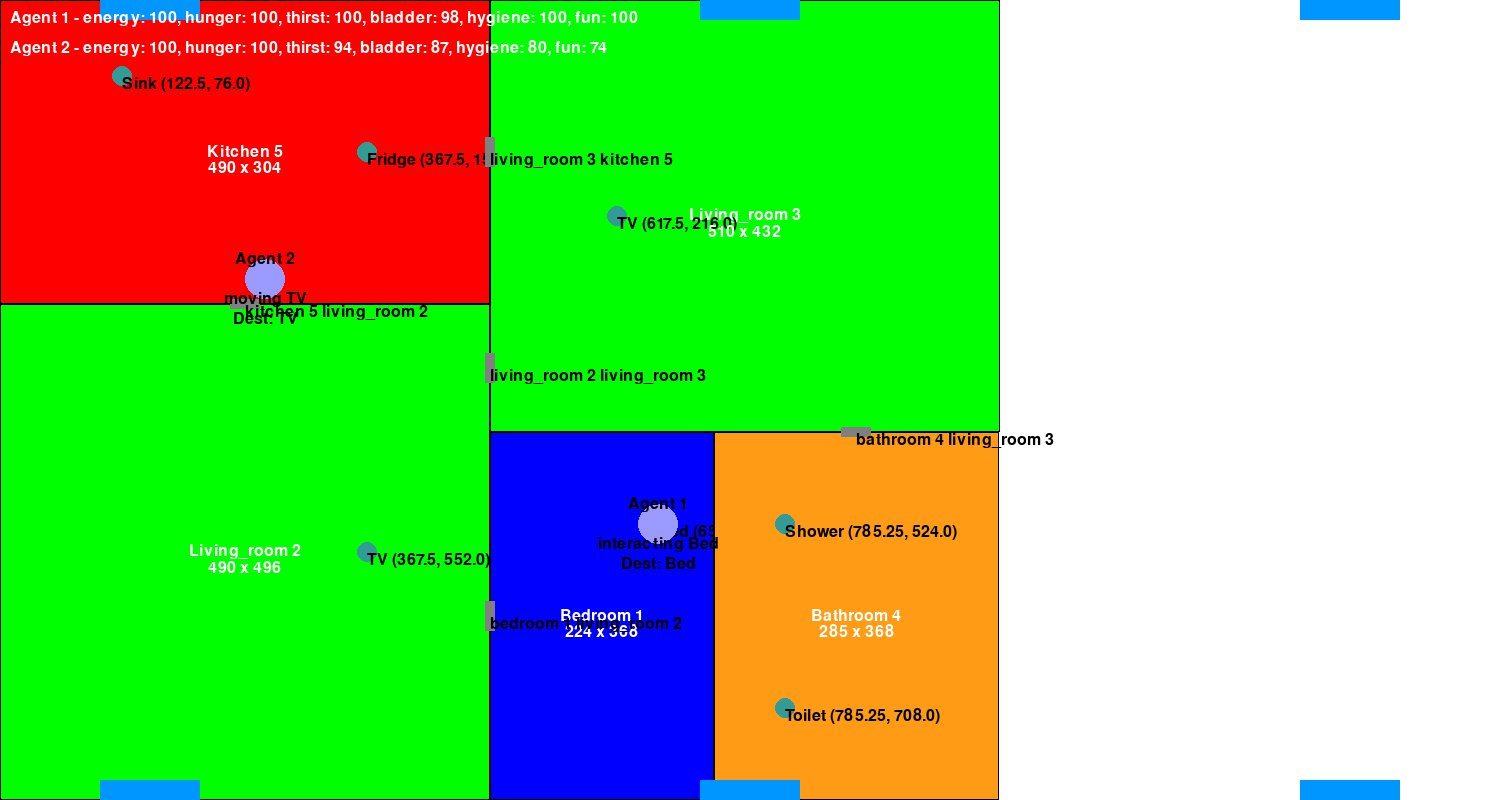 Agent 1 - energy: 100, hunger: 100, thirst: 100, bladder: 98, hygiene: 100, fun: 100
Agent 2 - energy: 100, hunger: 100, thirst: 94, bladder: 87, hygiene: 80, fun: 74
Sink (122.5, 76.0)
Kitchen 5
490 x 304
Fridge (367.5,
living_room 3 kitchen 5
Living_room 3
510 x 432
TV (617.5, 216.0)
Agent 2
moving TV
kitchen 5 living_room 2
Dest: TV
living_room 2 living_room 3
bathroom 4 living_room 3
Agent 1
Shower (785.25, 524.0)
interacting Bed
Dest: Bed
Living_room 2
490 x 496
TV (367.5, 552.0)
Bedroom 1
224 x 368
bedroom 1 living_room 2
Bathroom 4
285 x 368
Toilet (785.25, 708.0)